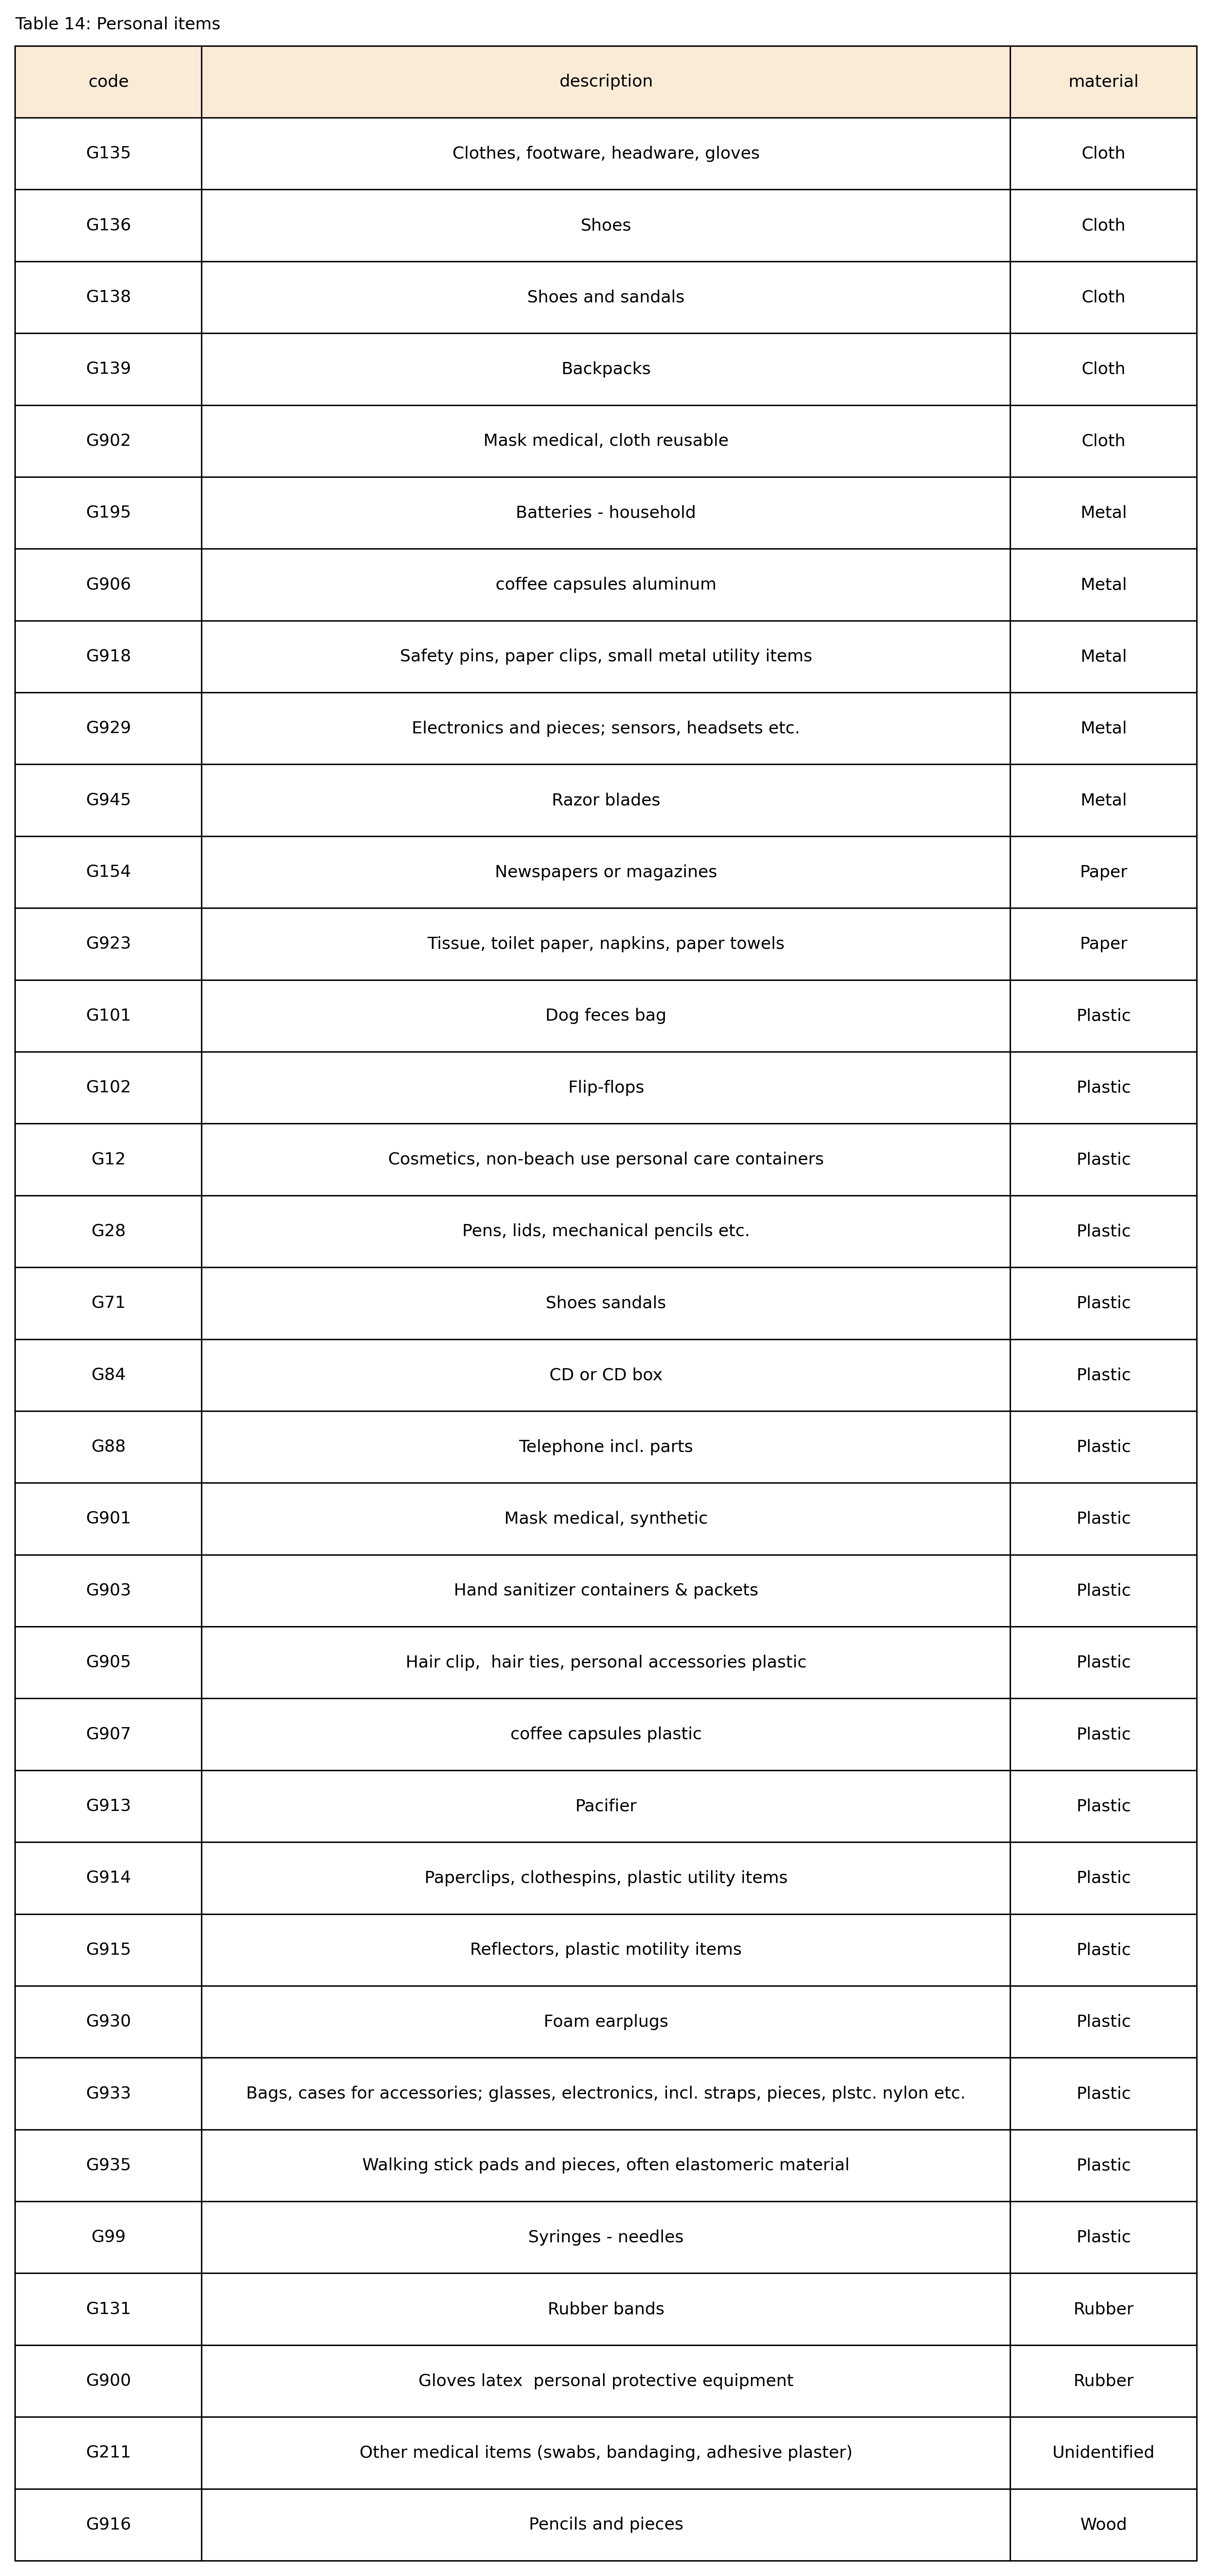 Table 14: Personal items
code description material
G135 Clothes, footware, headware, gloves Cloth
G136 Shoes Cloth
G138 Shoes and sandals Cloth
G139 Backpacks Cloth
G902 Mask medical, cloth reusable Cloth
G195 Batteries - household Metal
G906 coffee capsules aluminum Metal
G918 Safety pins, paper clips, small metal utility items Metal
G929 Electronics and pieces; sensors, headsets etc. Metal
G945 Razor blades Metal
G154 Newspapers or magazines Paper
G923 Tissue, toilet paper, napkins, paper towels Paper
G101 Dog feces bag Plastic
G102 Flip-flops Plastic
G12 Cosmetics, non-beach use personal care containers Plastic
G28 Pens, lids, mechanical pencils etc. Plastic
G71 Shoes sandals Plastic
G84 CD or CD box Plastic
G88 Telephone incl. parts Plastic
G901 Mask medical, synthetic Plastic
G903 Hand sanitizer containers & packets Plastic
G905 Hair clip,  hair ties, personal accessories plastic Plastic
G907 coffee capsules plastic Plastic
G913 Pacifier Plastic
G914 Paperclips, clothespins, plastic utility items Plastic
G915 Reflectors, plastic motility items Plastic
G930 Foam earplugs Plastic
G933 Bags, cases for accessories; glasses, electronics, incl. straps, pieces, plstc. nylon etc. Plastic
G935 Walking stick pads and pieces, often elastomeric material Plastic
G99 Syringes - needles Plastic
G131 Rubber bands Rubber
G900 Gloves latex  personal protective equipment Rubber
G211 Other medical items (swabs, bandaging, adhesive plaster) Unidentified
G916 Pencils and pieces Wood